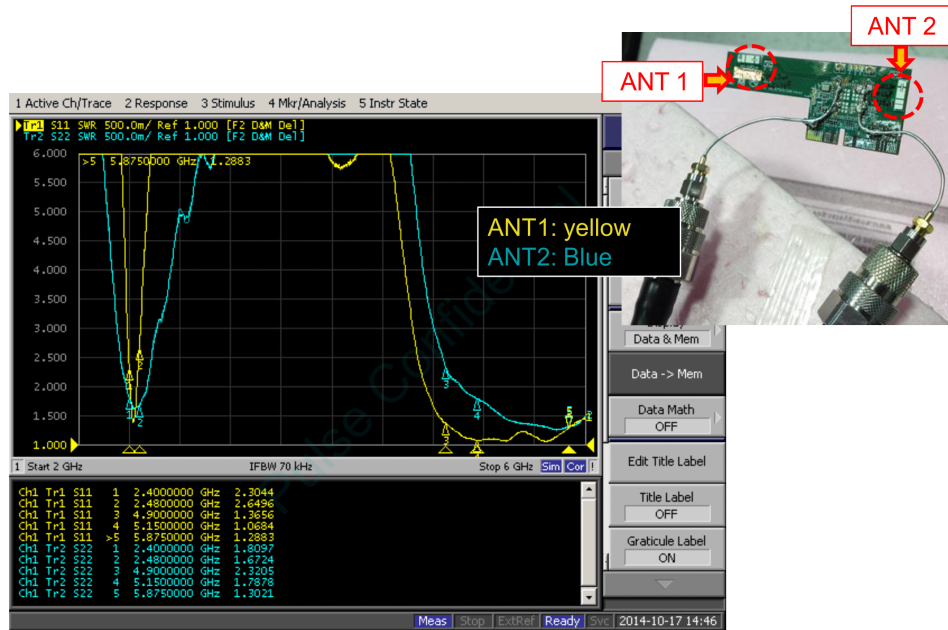 ANT 2
ANT 1
1 Active Ch/Trace 2 Response 3 Stimulus 4 Mkr/Analysis 5 Instr State
Tr1 S11 SWR 500.0m/ Ref 1.000 [F2 D&M Del]
Tr2 S22 SWR 500.0m/ Ref 1.000 [F2 D&M Del]
6.000
>5 5.8750000 GHz 1.2883
5.500
5.000
4.500
4.000
3.500
3.000
2.500
2.000
1.500
1.000
ANT1: yellow
ANT2: Blue
Pulse Confidential
1 Start 2 GHz IFBW 70 kHz Stop 6 GHz Sim Cor !
Ch1 Tr1 S11 1 2.4000000 GHz 2.3044
Ch1 Tr1 S11 2 2.4800000 GHz 2.6496
Ch1 Tr1 S11 3 4.9000000 GHz 1.3656
Ch1 Tr1 S11 4 5.1500000 GHz 1.0684
Ch1 Tr1 S11 >5 5.8750000 GHz 1.2883
Ch1 Tr2 S22 1 2.4000000 GHz 1.8097
Ch1 Tr2 S22 2 2.4800000 GHz 1.6724
Ch1 Tr2 S22 3 4.9000000 GHz 2.3205
Ch1 Tr2 S22 4 5.1500000 GHz 1.7878
Ch1 Tr2 S22 5 5.8750000 GHz 1.3021
Display
Data & Mem
Data -> Mem
Data Math
OFF
Edit Title Label
Title Label
OFF
Graticule Label
ON
Meas Stop ExtRef Ready Svc 2014-10-17 14:46